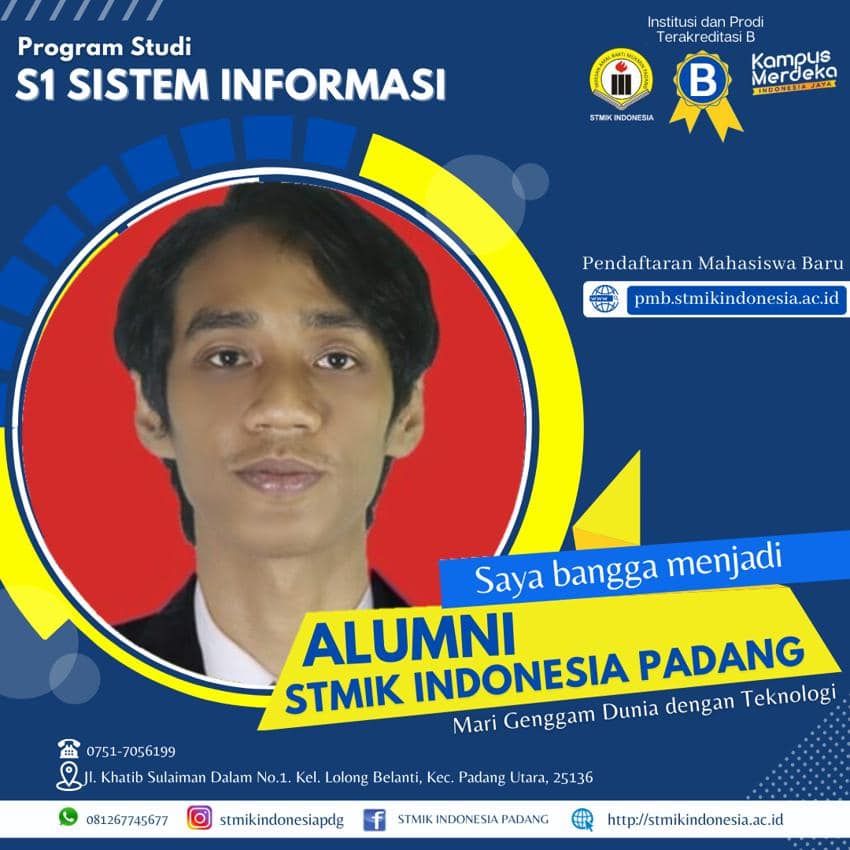 Program Studi
S1 SISTEM INFORMASI
Institusi dan Prodi
Terakreditasi B
STMIK INDONESIA
B
Kampus
Merdeka
INDONESIA JAYA
Pendaftaran Mahasiswa Baru
www
pmb.stmikindonesia.ac.id
Saya bangga menjadi
ALUMNI
STMIK INDONESIA PADANG
Mari Genggam Dunia dengan Teknologi
0751-7056199
Jl. Khatib Sulaiman Dalam No.1. Kel. Lolong Belanti, Kec. Padang Utara, 25136
081267745677 stmikindonesiapdg STMIK INDONESIA PADANG http://stmikindonesia.ac.id